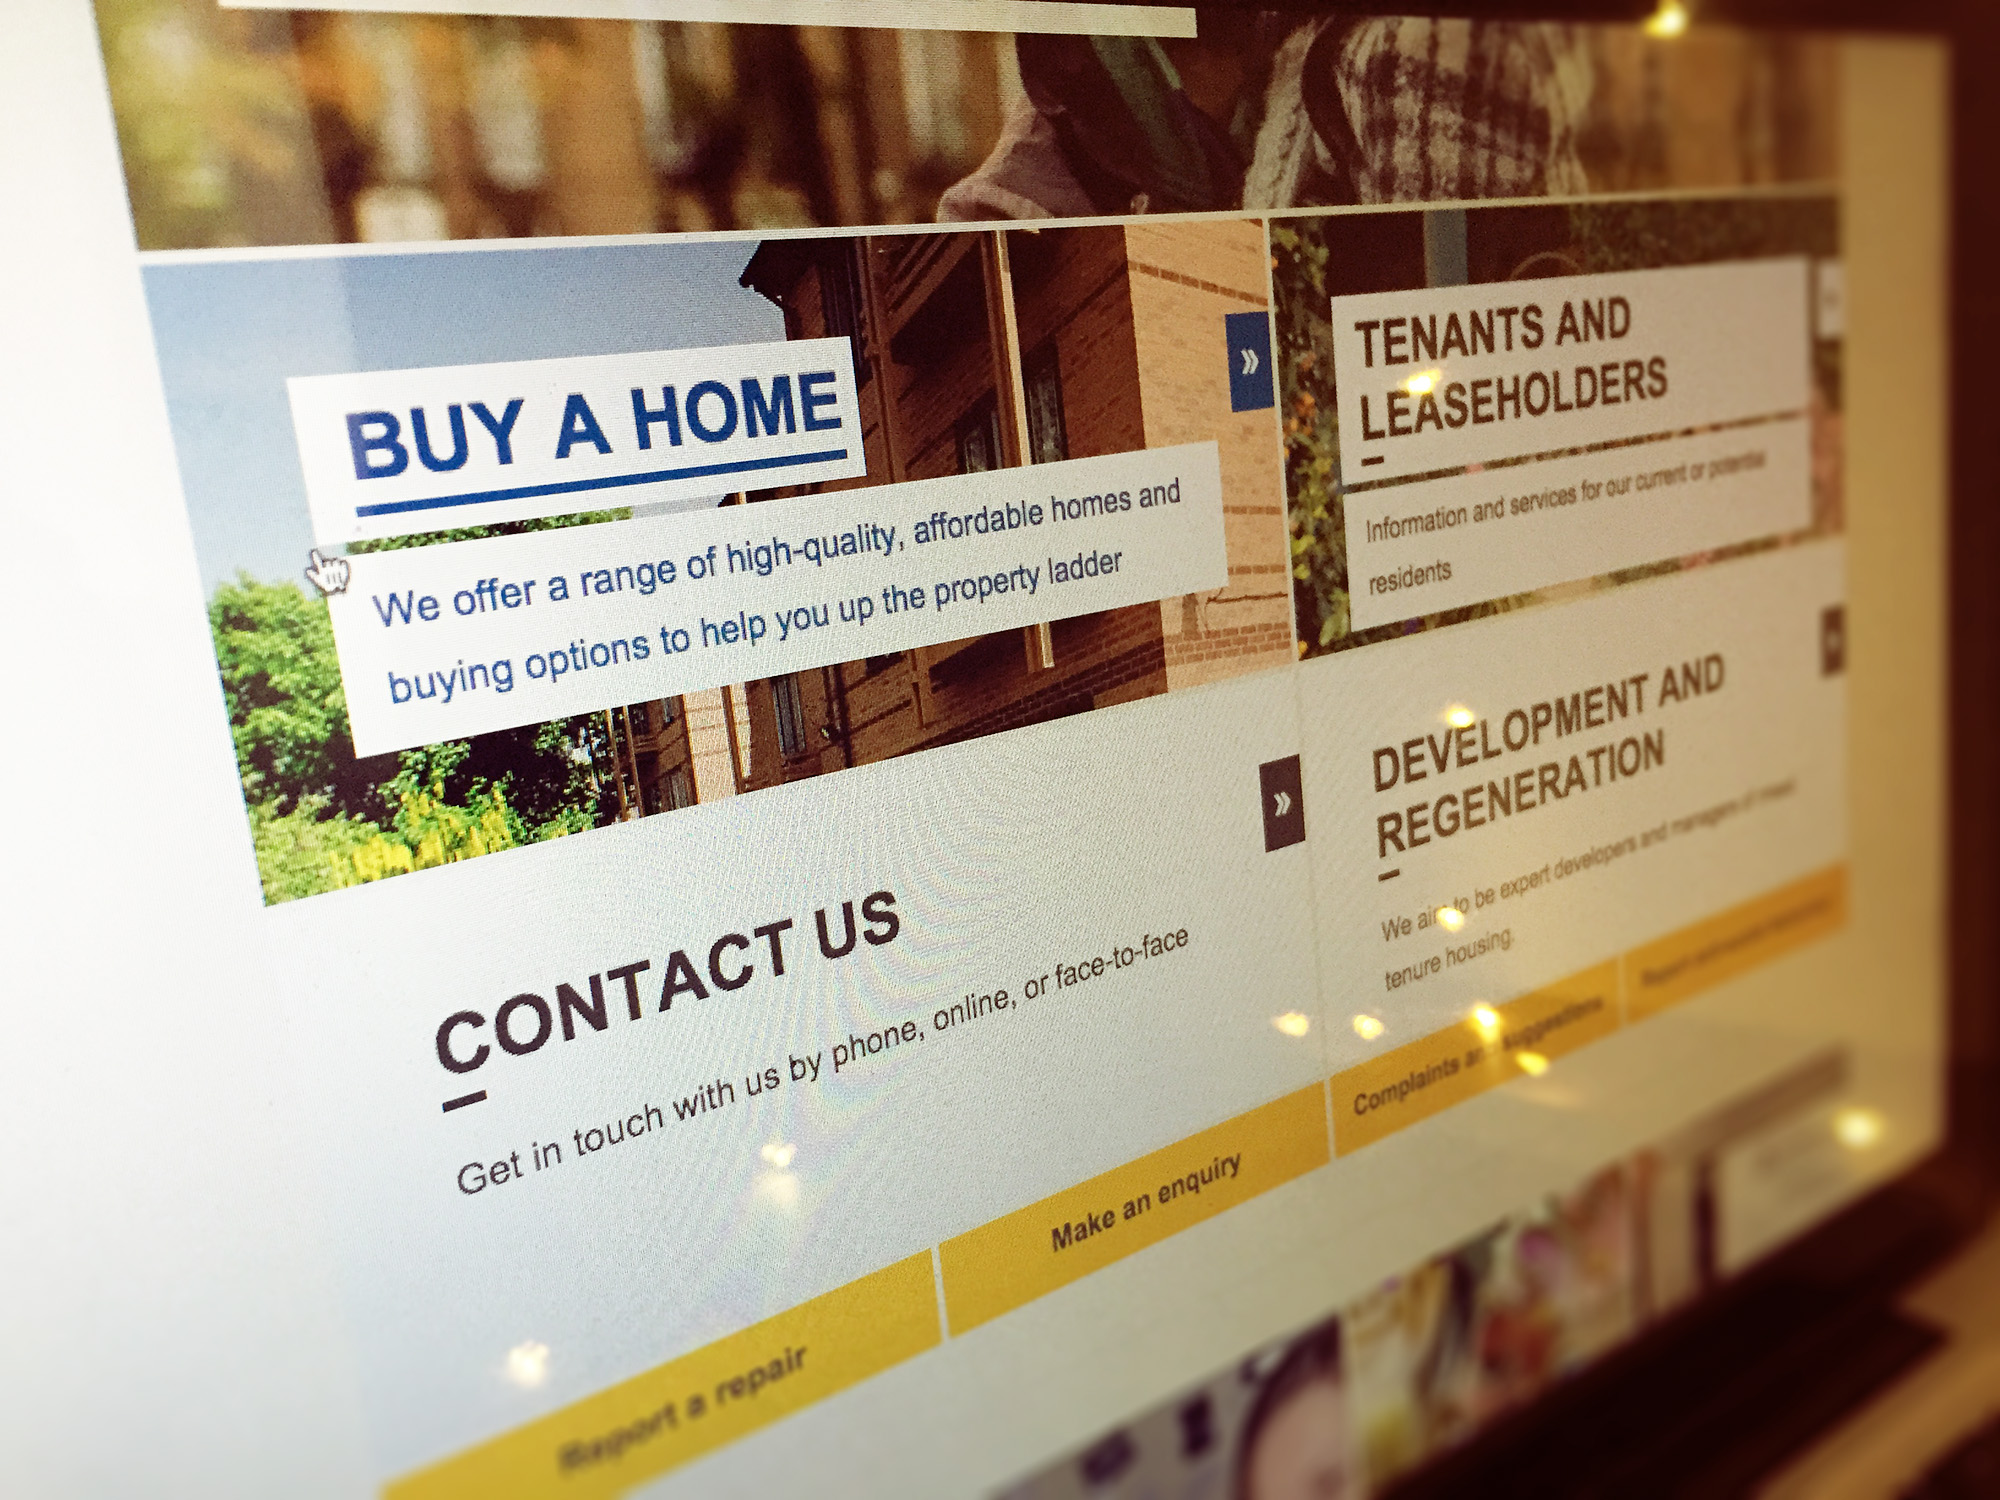 BUY A HOME
We offer a range of high-quality, affordable homes and
buying options to help you up the property ladder
TENANTS AND
LEASEHOLDERS
Information and services for our current or potential
residents
CONTACT US
Get in touch with us by phone, online, or face-to-face
DEVELOPMENT AND
REGENERATION
We aim to be expert developers and managers of mixed
tenure housing.
Report a repair
Make an enquiry
Complaints and suggestions